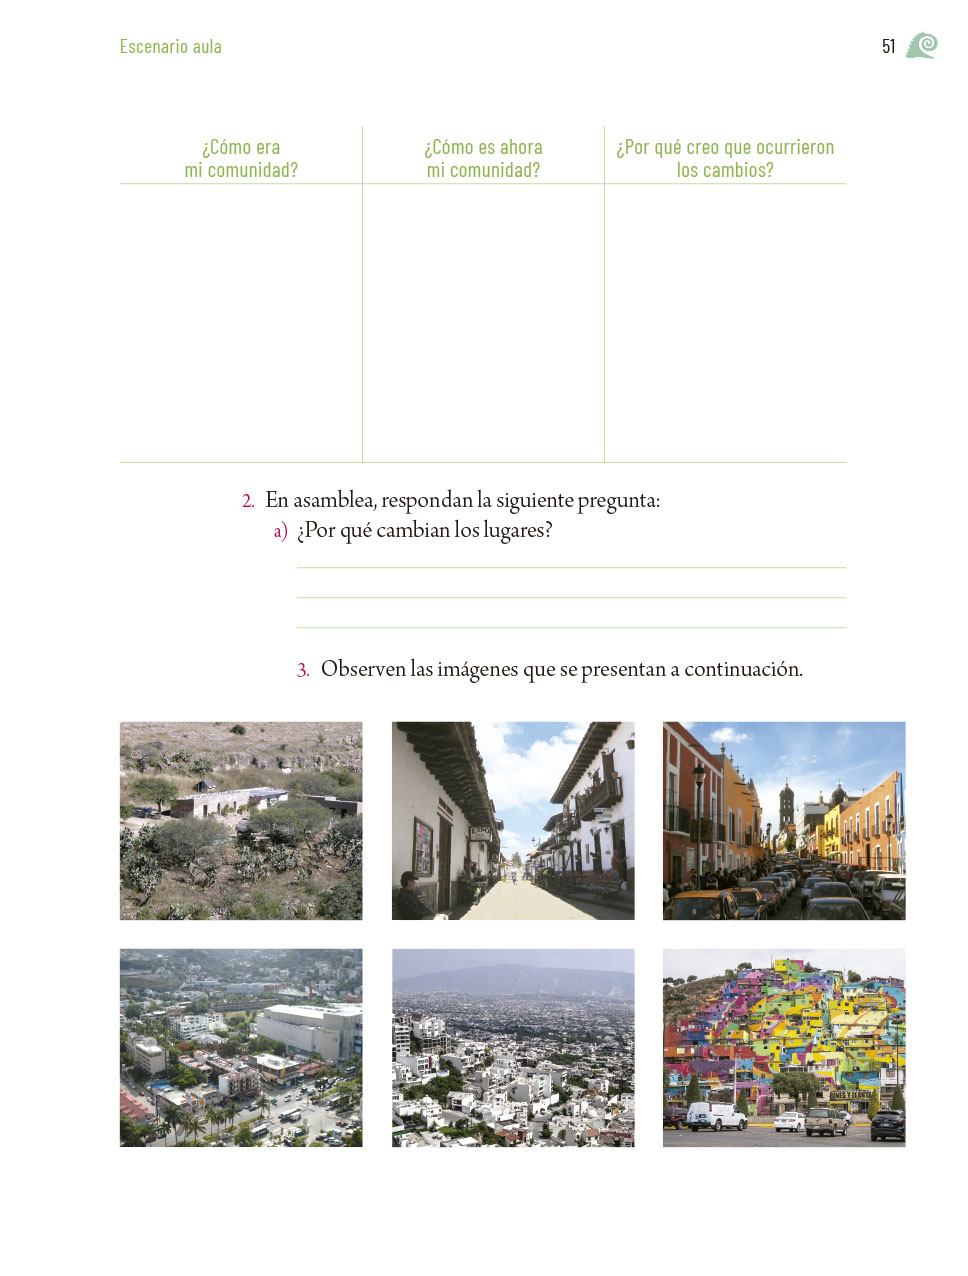 Escenario aula
51
¿Cómo era
mi comunidad?
¿Cómo es ahora
mi comunidad?
¿Por qué creo que ocurrieron
los cambios?
2. En asamblea, respondan la siguiente pregunta:
a) ¿Por qué cambian los lugares?
3. Observen las imágenes que se presentan a continuación.
EXPO